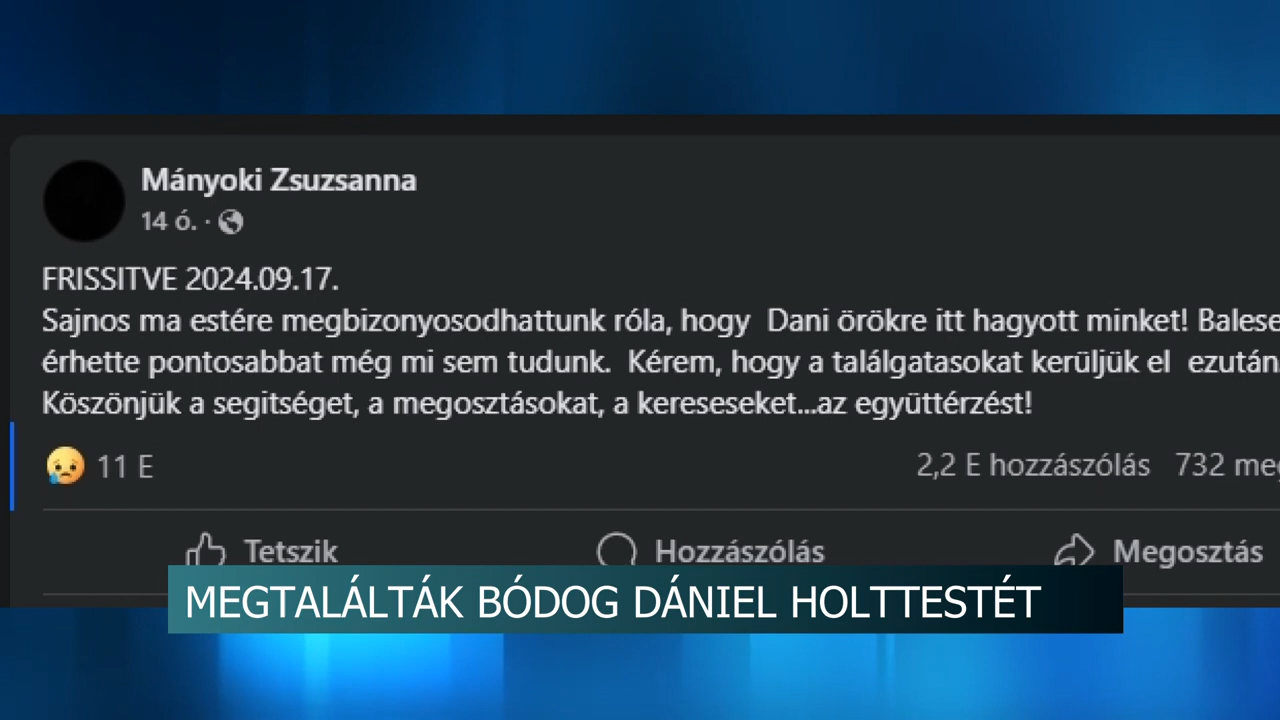 Mányoki Zsuzsanna
14 ó. ·
FRISSITVE 2024.09.17.
Sajnos ma estére megbizonyosodhattunk róla, hogy  Dani örökre itt hagyott minket!
érhette pontosabbat még mi sem tudunk.  Kérem, hogy a találgatasokat kerüljük el  ezután
Köszönjük a segitséget, a megosztásokat, a kereseseket...az együttérzést!
11 E
2,2 E hozzászólás 732
Tetszik
Hozzászólás
Megosztás
MEGTALÁLTÁK BÓDOG DÁNIEL HOLTTESTÉT